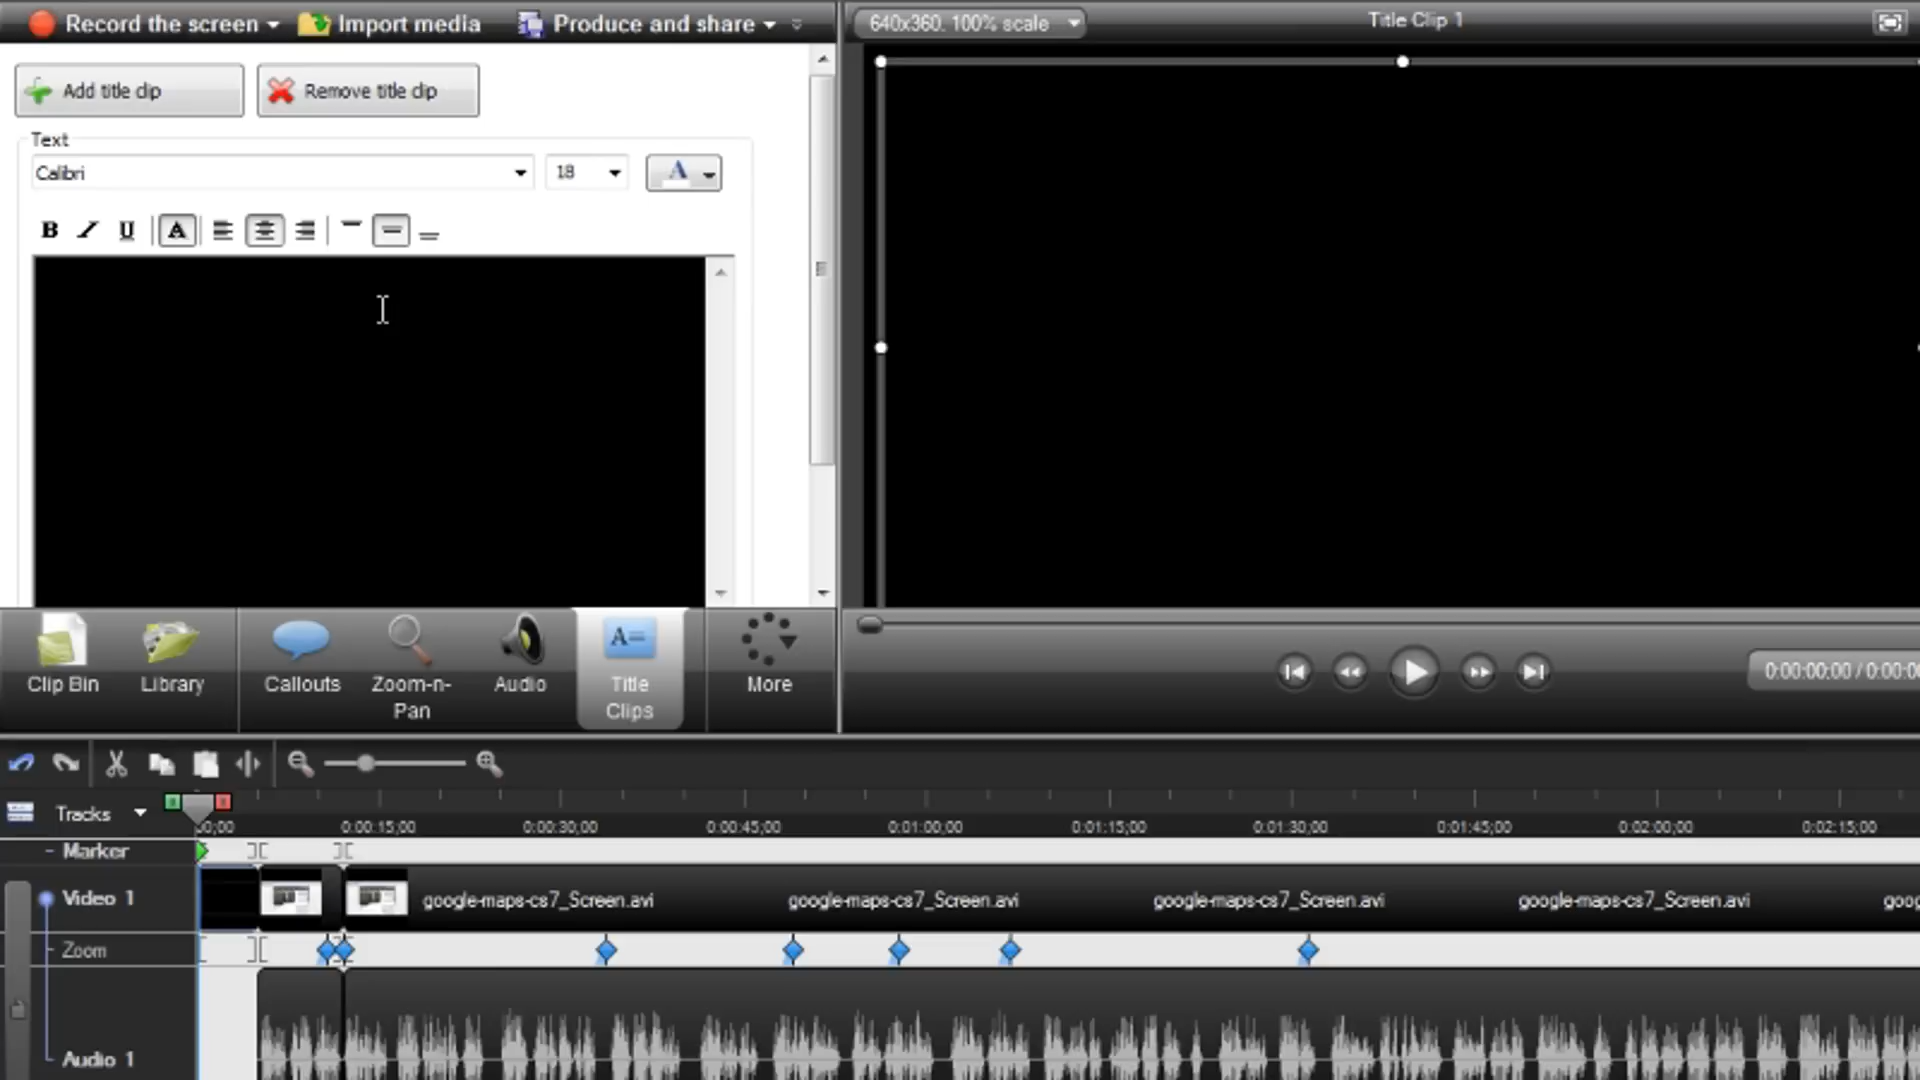 Record the screen
Import media
Produce and share
640x360, 100% scale
Title Clip 1
Add title clip
Remove title clip
Text
Calibri
18
A
B
U
A
Clip Bin
Library
Callouts
Zoom-n-
Pan
Audio
A=
Title
Clips
More
0:00:00;00 / 0:00:0
Tracks
00;00
0:00:15;00
0:00:30;00
0:00:45;00
0:01:00;00
0:01:15;00
0:01:30;00
0:01:45;00
0:02:00;00
0:02:15;00
Marker
Video 1
google-maps-cs7_Screen.avi
google-maps-cs7_Screen.avi
google-maps-cs7_Screen.avi
google-maps-cs7_Screen.avi
goog
Zoom
Audio 1